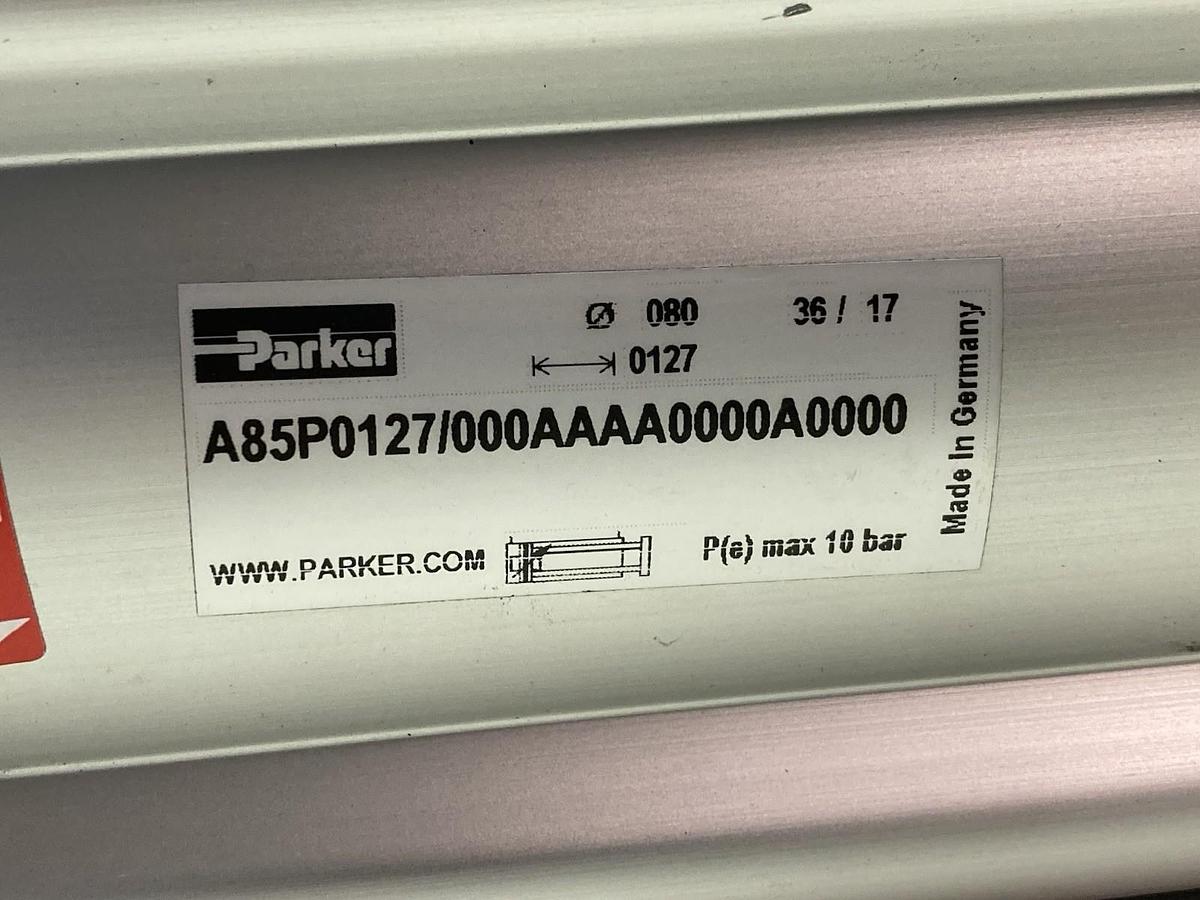 Parker
Ø 080 36 / 17
0127
A85P0127/000AAAA0000A0000
WWW.PARKER.COM P(e) max 10 bar
Made In Germany